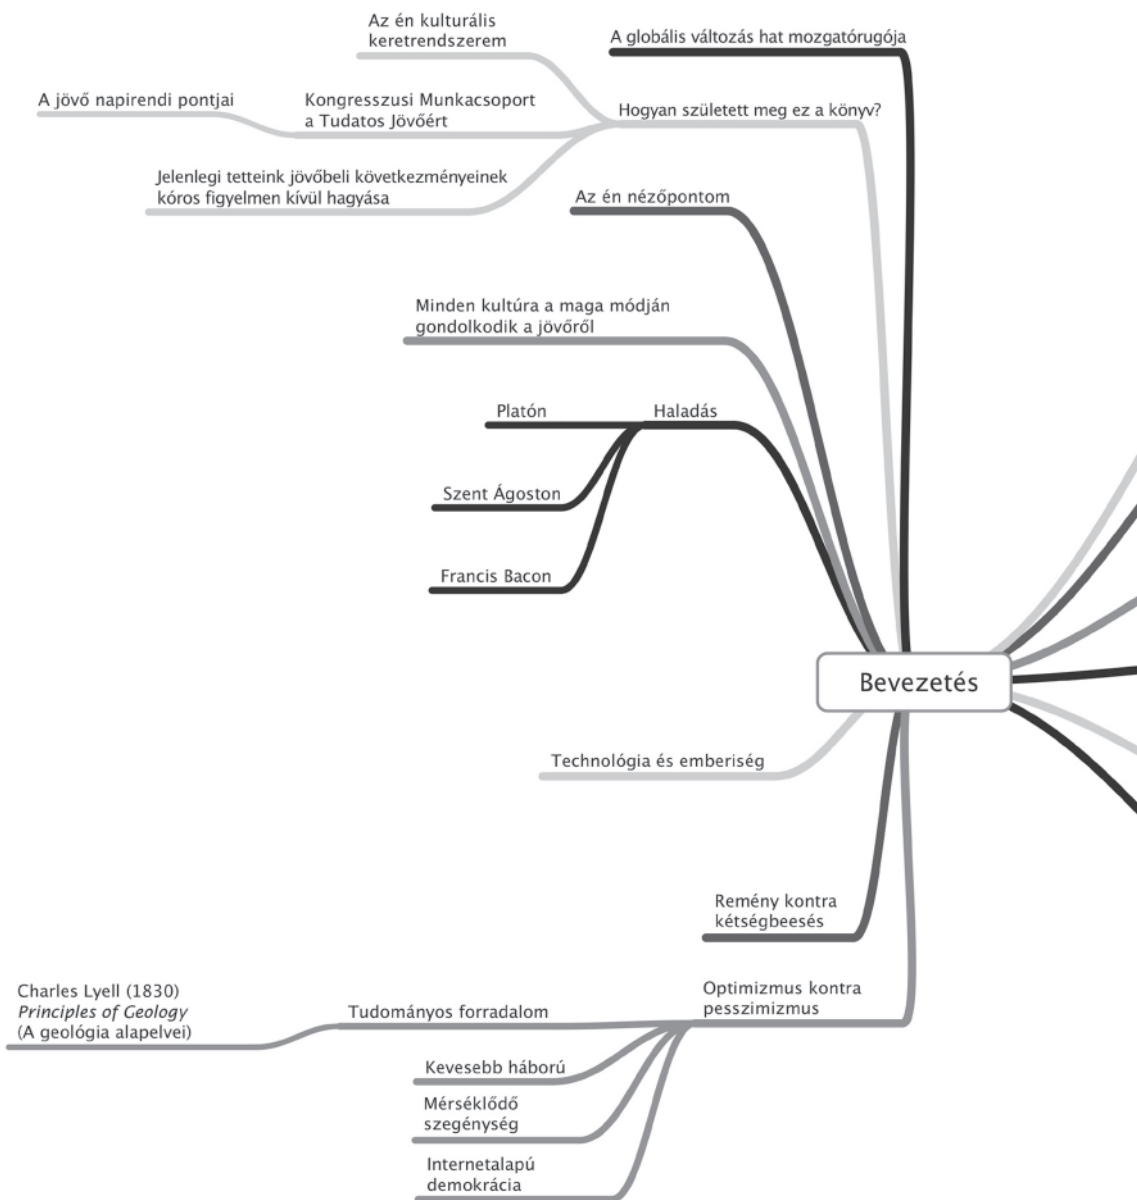 Az én kulturális
keretrendszerem
A globális változás hat mozgatórugója
A jövő napirendi pontjai
Kongresszusi Munkacsoport
a Tudatos Jövőért
Hogyan született meg ez a könyv?
Jelenlegi tetteink jövőbeli következményeinek
kóros figyelmen kívül hagyása
Az én nézőpontom
Minden kultúra a maga módján
gondolkodik a jövőről
Platón
Haladás
Szent Ágoston
Francis Bacon
Bevezetés
Technológia és emberiség
Remény kontra
kétségbeesés
Charles Lyell (1830)
Principles of Geology
(A geológia alapelvei)
Tudományos forradalom
Optimizmus kontra
pesszimizmus
Kevesebb háború
Mérséklődő
szegénység
Internetalapú
demokrácia